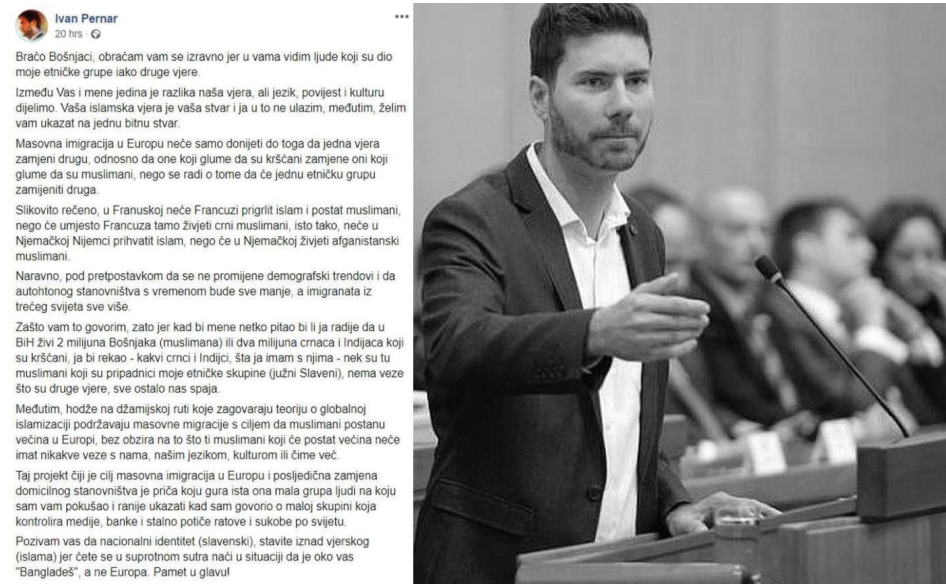 Ivan Pernar
20 hrs ·
Braćo Bošnjaci, obraćam vam se izravno jer u vama vidim ljude koji su dio
moje etničke grupe iako druge vjere.
Između Vas i mene jedina je razlika naša vjera, ali jezik, povijest i kulturu
dijelimo. Vaša islamska vjera je vaša stvar i ja u to ne ulazim, međutim, želim
vam ukazat na jednu bitnu stvar.
Masovna imigracija u Europu neće samo donijeti do toga da jedna vjera
zamjeni drugu, odnosno da one koji glume da su kršćani zamjene oni koji
glume da su muslimani, nego se radi o tome da će jednu etničku grupu
zamijeniti druga.
Slikovito rečeno, u Franuskoj neće Francuzi prigrlit islam i postat muslimani,
nego će umjesto Francuza tamo živjeti crni muslimani, isto tako, neće u
Njemačkoj Nijemci prihvatit islam, nego će u Njemačkoj živjeti afganistanski
muslimani.
Naravno, pod pretpostavkom da se ne promijene demografski trendovi i da
autohtonog stanovništva s vremenom bude sve manje, a imigranata iz
trećeg svijeta sve više.
Zašto vam to govorim, zato jer kad bi mene netko pitao bi li ja radije da u
BiH živi 2 milijuna Bošnjaka (muslimana) ili dva milijuna crnaca i Indijaca koji
su kršćani, ja bi rekao - kakvi crnci i Indijci, šta ja imam s njima - nek su tu
muslimani koji su pripadnici moje etničke skupine (južni Slaveni), nema veze
što su druge vjere, sve ostalo nas spaja.
Međutim, hodže na džamijskoj ruti koje zagovaraju teoriju o globalnoj
islamizaciji podržavaju masovne migracije s ciljem da muslimani postanu
većina u Europi, bez obzira na to što ti muslimani koji će postat većina neće
imat nikakve veze s nama, našim jezikom, kulturom ili čime već.
Taj projekt čiji je cilj masovna imigracija u Europu i posljedična zamjena
domicilnog stanovništva je priča koju gura ista ona mala grupa ljudi na koju
sam vam pokušao i ranije ukazati kad sam govorio o maloj skupini koja
kontrolira medije, banke i stalno potiče ratove i sukobe po svijetu.
Pozivam vas da nacionalni identitet (slavenski), stavite iznad vjerskog
(islama) jer ćete se u suprotnom sutra naći u situaciji da je oko vas
"Bangladeš", a ne Europa. Pamet u glavu!